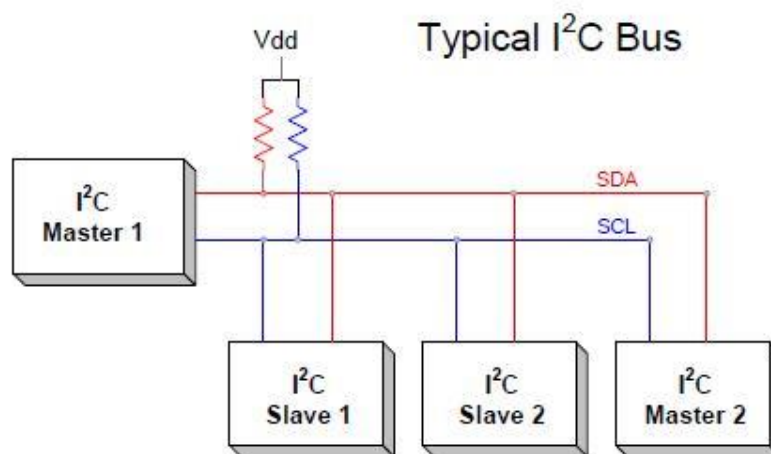 Typical I²C Bus
Vdd
I²C
Master 1
SDA
SCL
I²C
Slave 1
I²C
Slave 2
I²C
Master 2